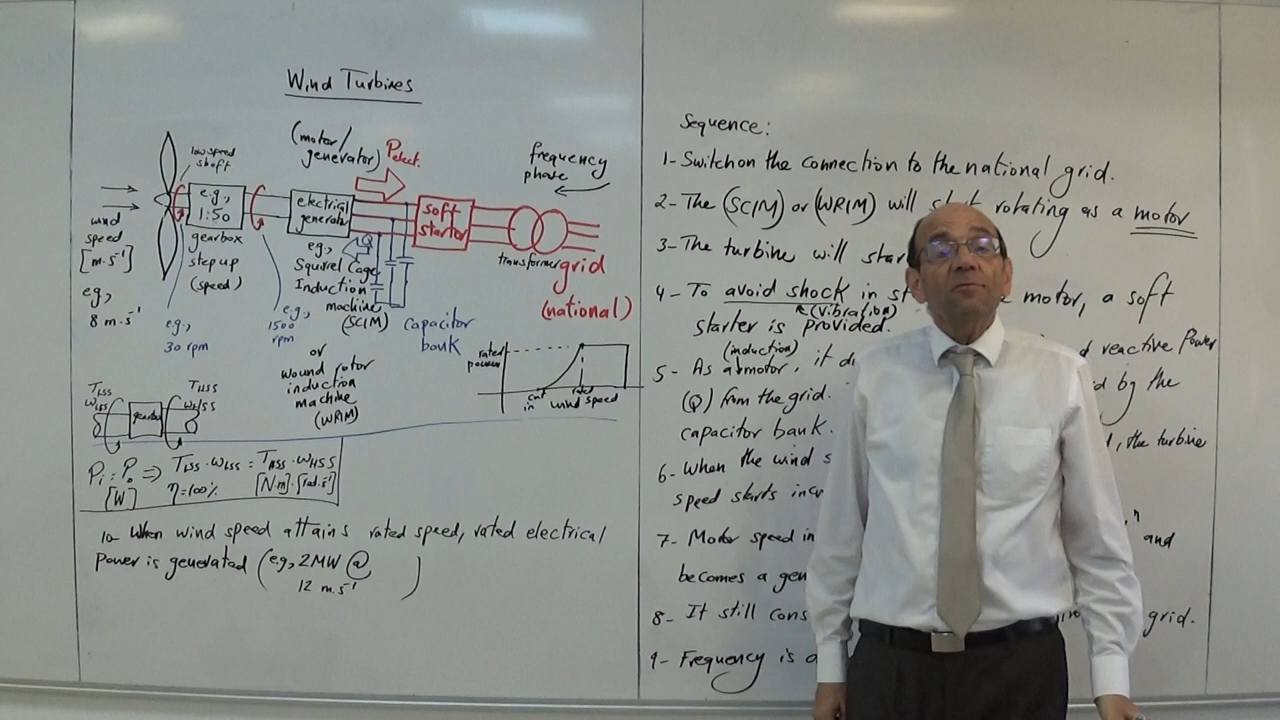 Wind Turbines
(motor/
generator)
Pelect.
frequency
phase
low speed
shaft
wind
speed
[m.s⁻¹]
eg,
8 m.s⁻¹
e.g,
1:50
gearbox
step up
(speed)
electrical
generator
soft
starter
transformer
grid
(national)
Q
eg.,
Squirrel Cage
Induction
machine
(SCIM)
or
wound rotor
induction
machine
(WRIM)
e.g.,
30 rpm
e.g.,
1500
rpm
capacitor
bank
rated
power
cut
in
rated
wind speed
TLSS
ωLSS
gearbox
THSS
ωHSS
Pi = Po ⇒ TLSS·ωLSS = THSS·ωHSS
[W] η=100% [N·m]·[rad.s⁻¹]
10- When wind speed attains rated speed, rated electrical
Power is generated (eg, 2MW @
12 m.s⁻¹ )
Sequence:
1- Switch on the connection to the national grid.
2- The (SCIM) or (WRIM) will start rotating as a motor
3- The turbine will
4- To avoid shock in motor, a soft
(vibration)
starter is provided.
(induction)
5- As a motor, it reactive Power
(Q) from the grid. by the
capacitor bank.
6- When the wind , the turbine
speed starts
7- Motor speed in and
becomes a
8- It still grid.
9- Frequency is